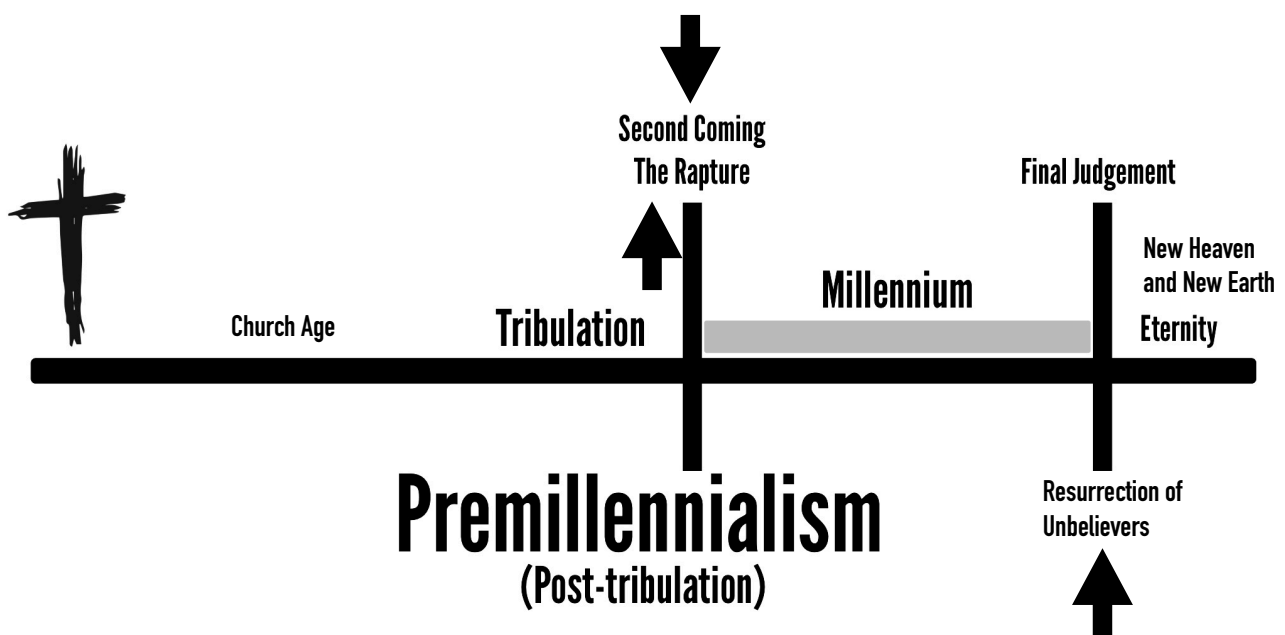 Second Coming
The Rapture
Final Judgement
New Heaven
and New Earth
Millennium
Church Age
Tribulation
Eternity
Premillennialism
(Post-tribulation)
Resurrection of
Unbelievers